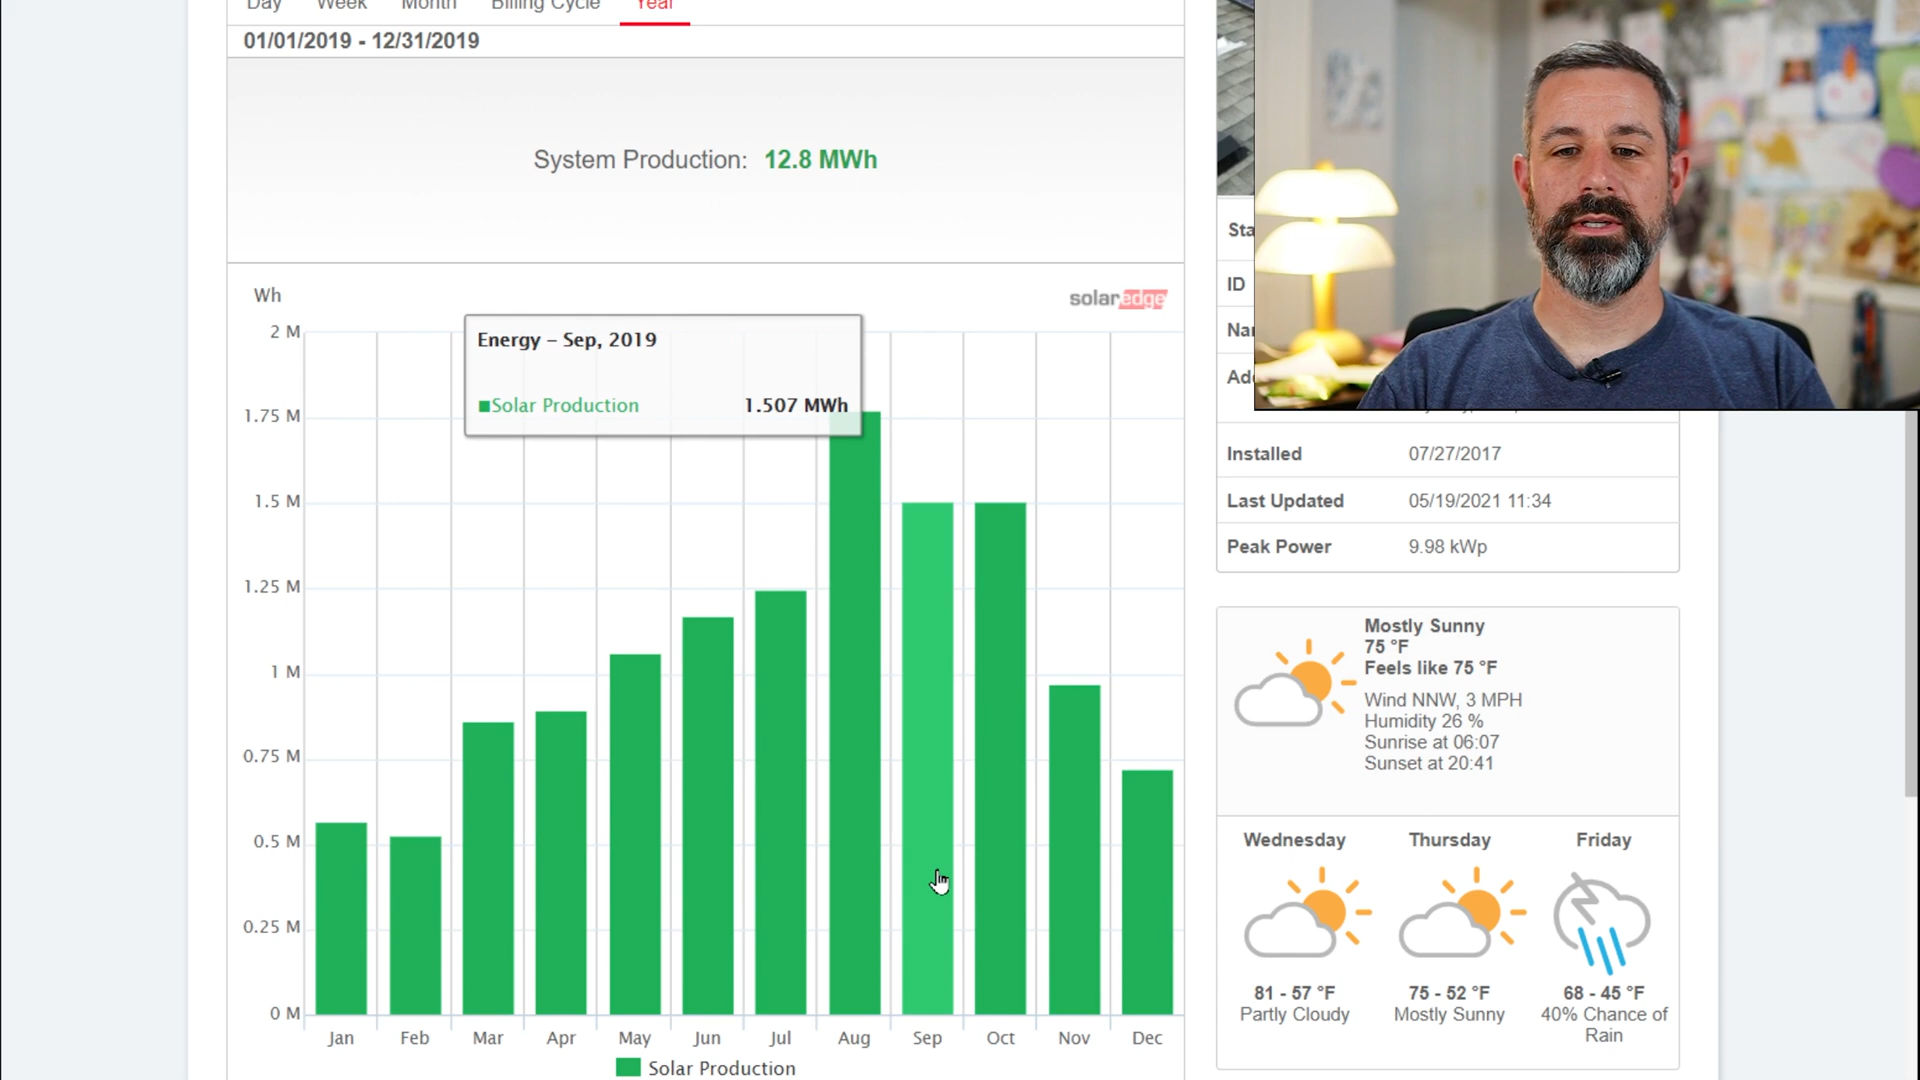 Day Week Month Billing Cycle Year
01/01/2019 - 12/31/2019
System Production: 12.8 MWh
Wh
solaredge
2 M
1.75 M
1.5 M
1.25 M
1 M
0.75 M
0.5 M
0.25 M
0 M
Energy – Sep, 2019
Solar Production 1.507 MWh
Jan Feb Mar Apr May Jun Jul Aug Sep Oct Nov Dec
Solar Production
Sta
ID
Nar
Installed 07/27/2017
Last Updated 05/19/2021 11:34
Peak Power 9.98 kWp
Mostly Sunny
75 °F
Feels like 75 °F
Wind NNW, 3 MPH
Humidity 26 %
Sunrise at 06:07
Sunset at 20:41
Wednesday Thursday Friday
81 - 57 °F 75 - 52 °F 68 - 45 °F
Partly Cloudy Mostly Sunny 40% Chance of
Rain